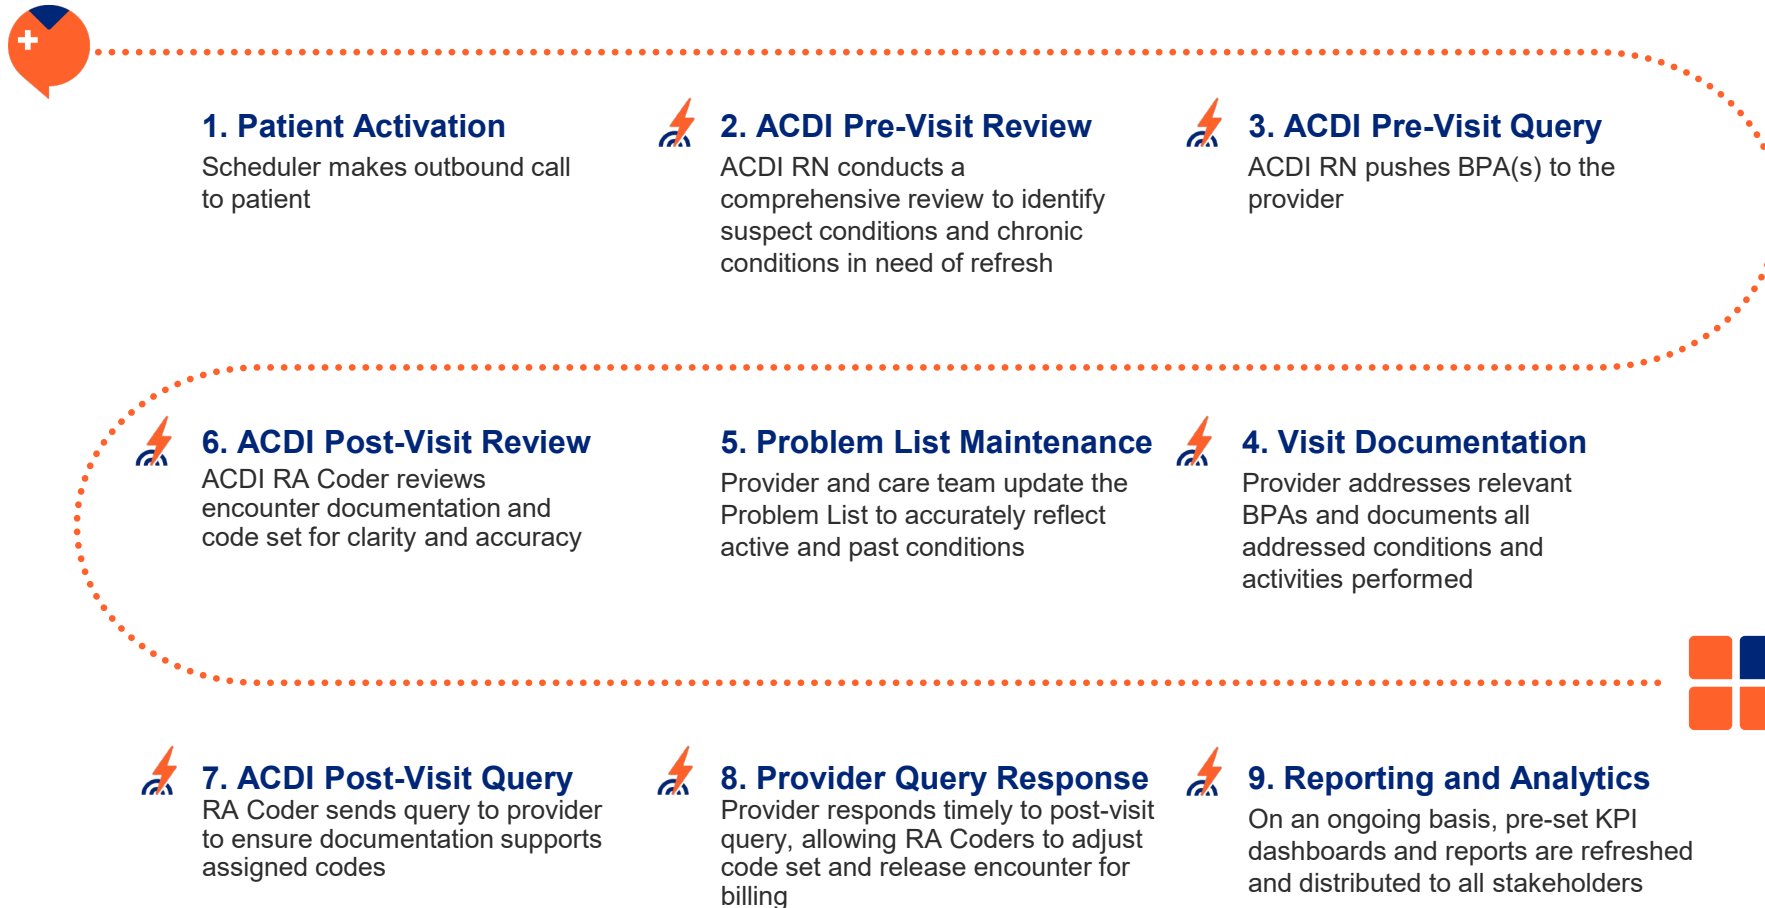 1. Patient Activation
Scheduler makes outbound call
to patient
2. ACDI Pre-Visit Review
ACDI RN conducts a
comprehensive review to identify
suspect conditions and chronic
conditions in need of refresh
3. ACDI Pre-Visit Query
ACDI RN pushes BPA(s) to the
provider
4. Visit Documentation
Provider addresses relevant
BPAs and documents all
addressed conditions and
activities performed
5. Problem List Maintenance
Provider and care team update the
Problem List to accurately reflect
active and past conditions
6. ACDI Post-Visit Review
ACDI RA Coder reviews
encounter documentation and
code set for clarity and accuracy
7. ACDI Post-Visit Query
RA Coder sends query to provider
to ensure documentation supports
assigned codes
8. Provider Query Response
Provider responds timely to post-visit
query, allowing RA Coders to adjust
code set and release encounter for
billing
9. Reporting and Analytics
On an ongoing basis, pre-set KPI
dashboards and reports are refreshed
and distributed to all stakeholders